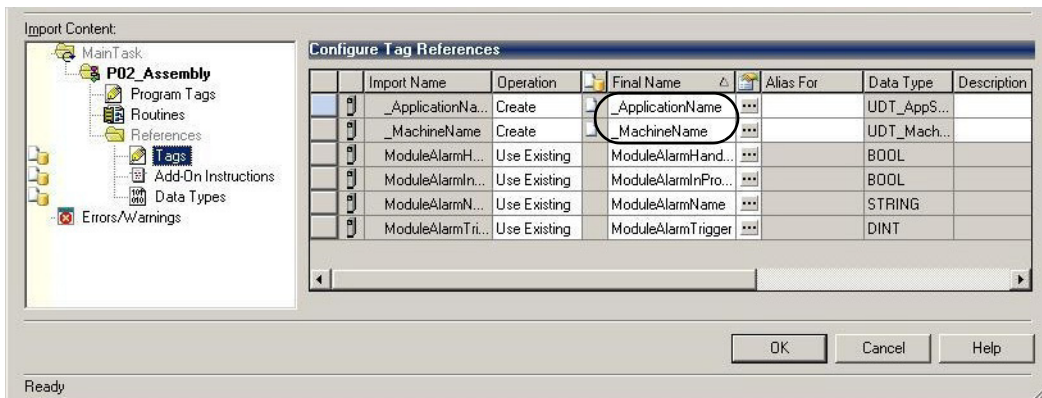 Import Content:
MainTask
P02_Assembly
Program Tags
Routines
References
Tags
Add-On Instructions
Data Types
Errors/Warnings
Configure Tag References
Import Name Operation Final Name Alias For Data Type Description
_ApplicationNa... Create _ApplicationName ... UDT_AppS...
_MachineName Create _MachineName ... UDT_Mach...
ModuleAlarmH... Use Existing ModuleAlarmHand... ... BOOL
ModuleAlarmIn... Use Existing ModuleAlarmInPro... ... BOOL
ModuleAlarmN... Use Existing ModuleAlarmName ... STRING
ModuleAlarmTri... Use Existing ModuleAlarmTrigger ... DINT
OK Cancel Help
Ready